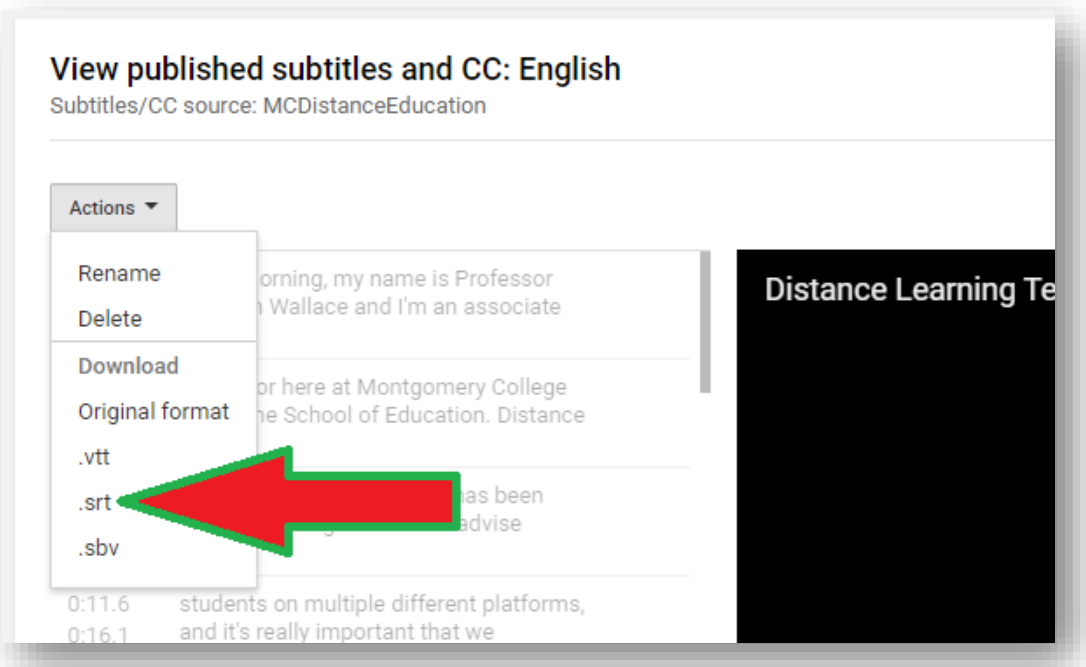 View published subtitles and CC: English
Subtitles/CC source: MCDistanceEducation
Actions
Rename
Delete
Download
Original format
.vtt
.srt
.sbv
orning, my name is Professor
Wallace and I'm an associate
or here at Montgomery College
he School of Education. Distance
as been
advise
0:11.6 students on multiple different platforms,
0:16.1 and it's really important that we
Distance Learning Te